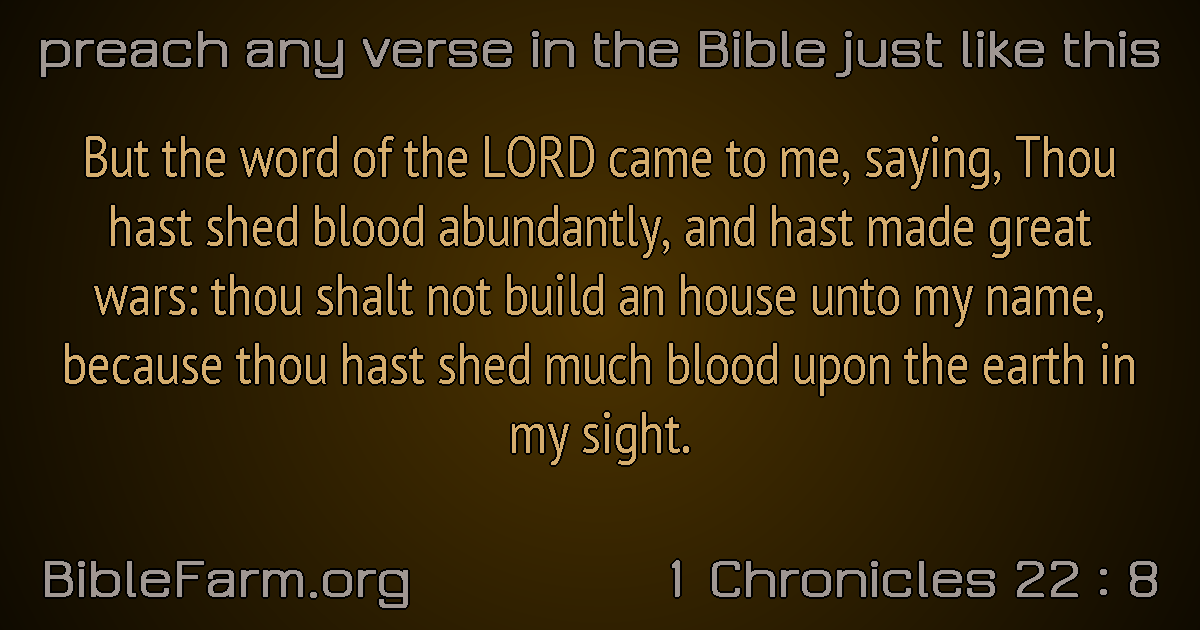 preach any verse in the Bible just like this
But the word of the LORD came to me, saying, Thou
hast shed blood abundantly, and hast made great
wars: thou shalt not build an house unto my name,
because thou hast shed much blood upon the earth in
my sight.
BibleFarm.org
1 Chronicles 22 : 8